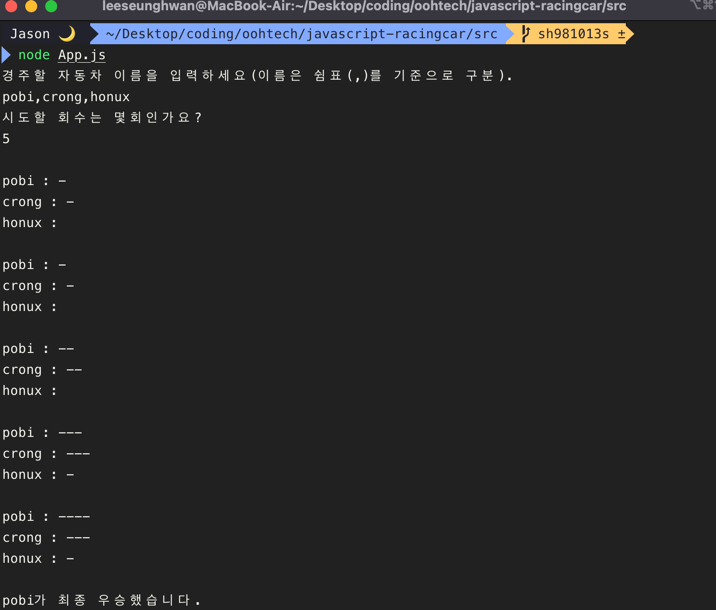 leeseunghwan@MacBook-Air:~/Desktop/coding/oohtech/javascript-racingcar/src
Jason 🌙 ~/Desktop/coding/oohtech/javascript-racingcar/src sh981013s ±
node App.js
경주할 자동차 이름을 입력하세요(이름은 쉼표(,)를 기준으로 구분).
pobi,crong,honux
시도할 회수는 몇회인가요?
5
pobi : -
crong : -
honux :
pobi : -
crong : -
honux :
pobi : --
crong : --
honux :
pobi : ---
crong : ---
honux : -
pobi : ----
crong : ---
honux : -
pobi가 최종 우승했습니다.